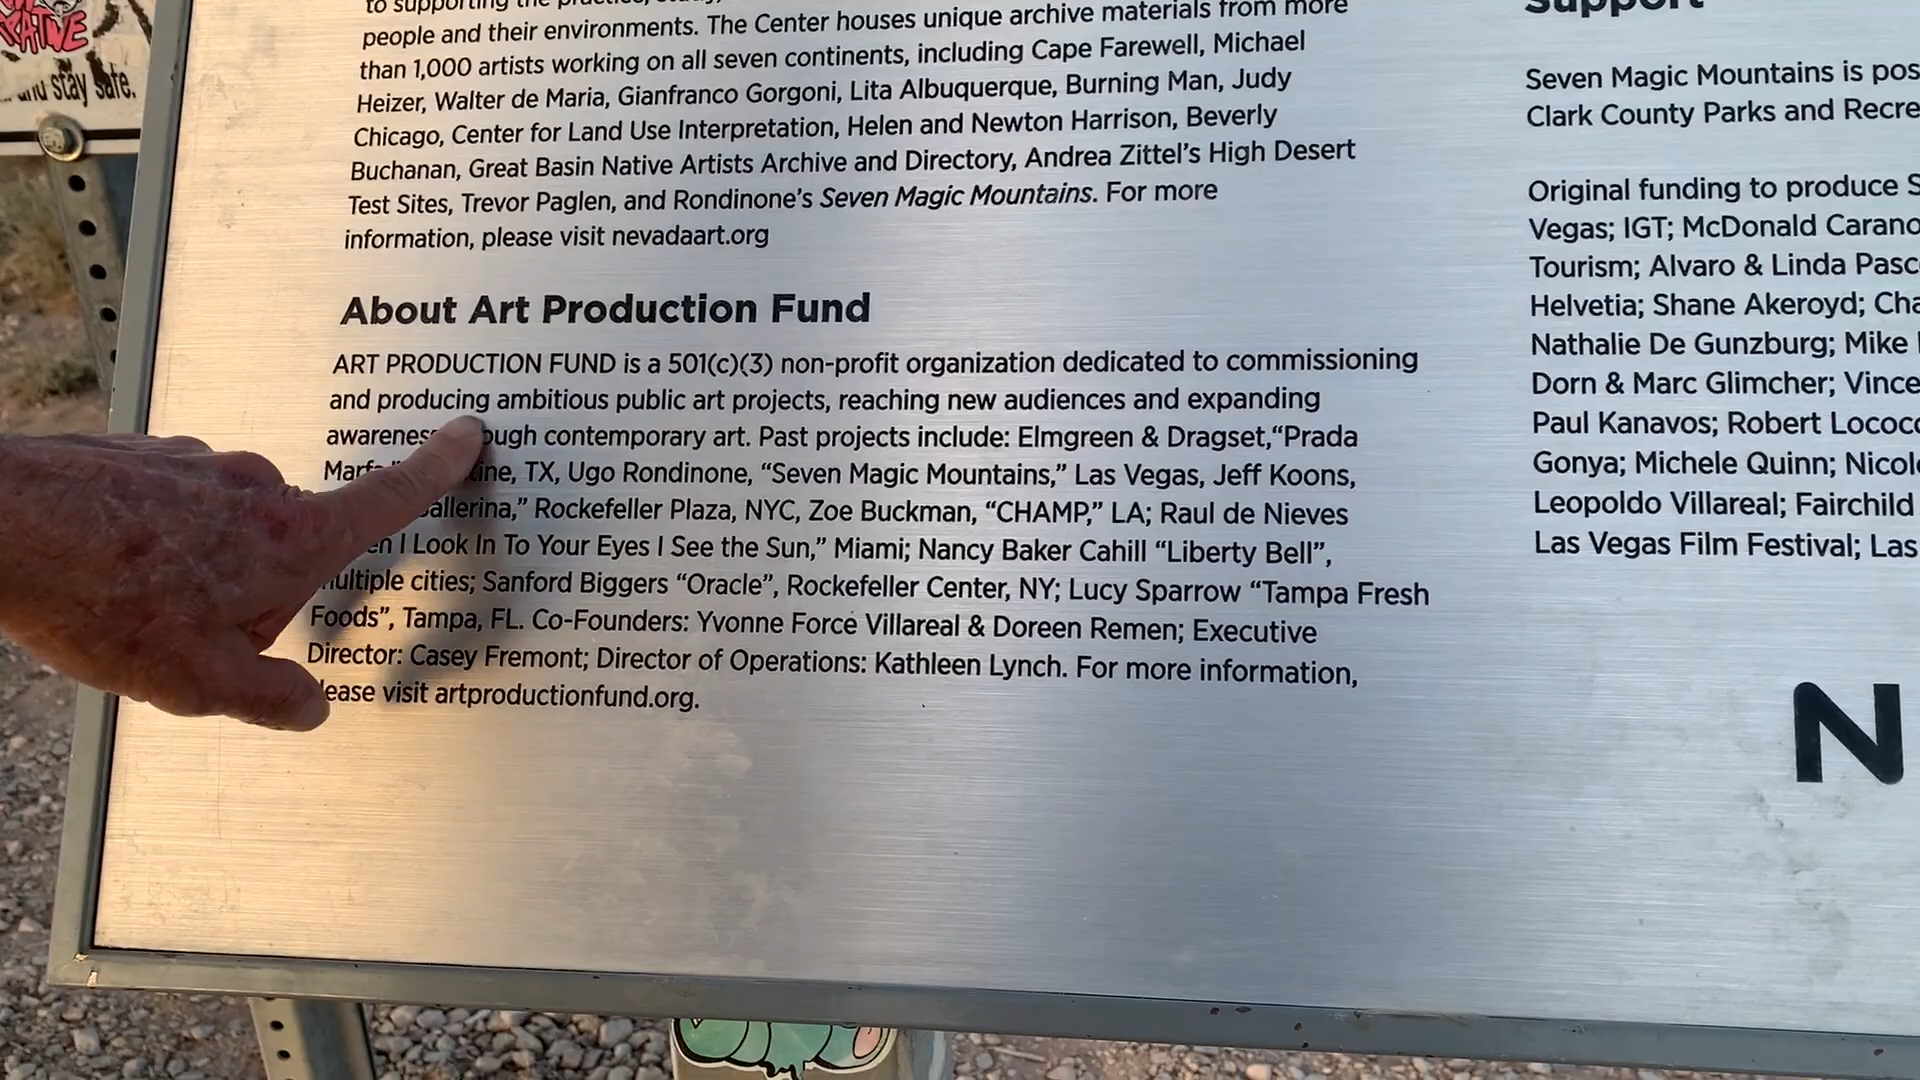 RATIVE
and stay safe.
to supporting the practice, study,
people and their environments. The Center houses unique archive materials from more
than 1,000 artists working on all seven continents, including Cape Farewell, Michael
Heizer, Walter de Maria, Gianfranco Gorgoni, Lita Albuquerque, Burning Man, Judy
Chicago, Center for Land Use Interpretation, Helen and Newton Harrison, Beverly
Buchanan, Great Basin Native Artists Archive and Directory, Andrea Zittel's High Desert
Test Sites, Trevor Paglen, and Rondinone's Seven Magic Mountains. For more
information, please visit nevadaart.org
About Art Production Fund
ART PRODUCTION FUND is a 501(c)(3) non-profit organization dedicated to commissioning
and producing ambitious public art projects, reaching new audiences and expanding
awareness ough contemporary art. Past projects include: Elmgreen & Dragset,“Prada
Marfa” ine, TX, Ugo Rondinone, “Seven Magic Mountains,” Las Vegas, Jeff Koons,
allerina,” Rockefeller Plaza, NYC, Zoe Buckman, “CHAMP,” LA; Raul de Nieves
en I Look In To Your Eyes I See the Sun,” Miami; Nancy Baker Cahill “Liberty Bell”,
multiple cities; Sanford Biggers “Oracle”, Rockefeller Center, NY; Lucy Sparrow “Tampa Fresh
Foods”, Tampa, FL. Co-Founders: Yvonne Force Villareal & Doreen Remen; Executive
Director: Casey Fremont; Director of Operations: Kathleen Lynch. For more information,
lease visit artproductionfund.org.
Support
Seven Magic Mountains is pos
Clark County Parks and Recre
Original funding to produce S
Vegas; IGT; McDonald Carano
Tourism; Alvaro & Linda Pasc
Helvetia; Shane Akeroyd; Cha
Nathalie De Gunzburg; Mike
Dorn & Marc Glimcher; Vince
Paul Kanavos; Robert Lococo
Gonya; Michele Quinn; Nicol
Leopoldo Villareal; Fairchild
Las Vegas Film Festival; Las
N